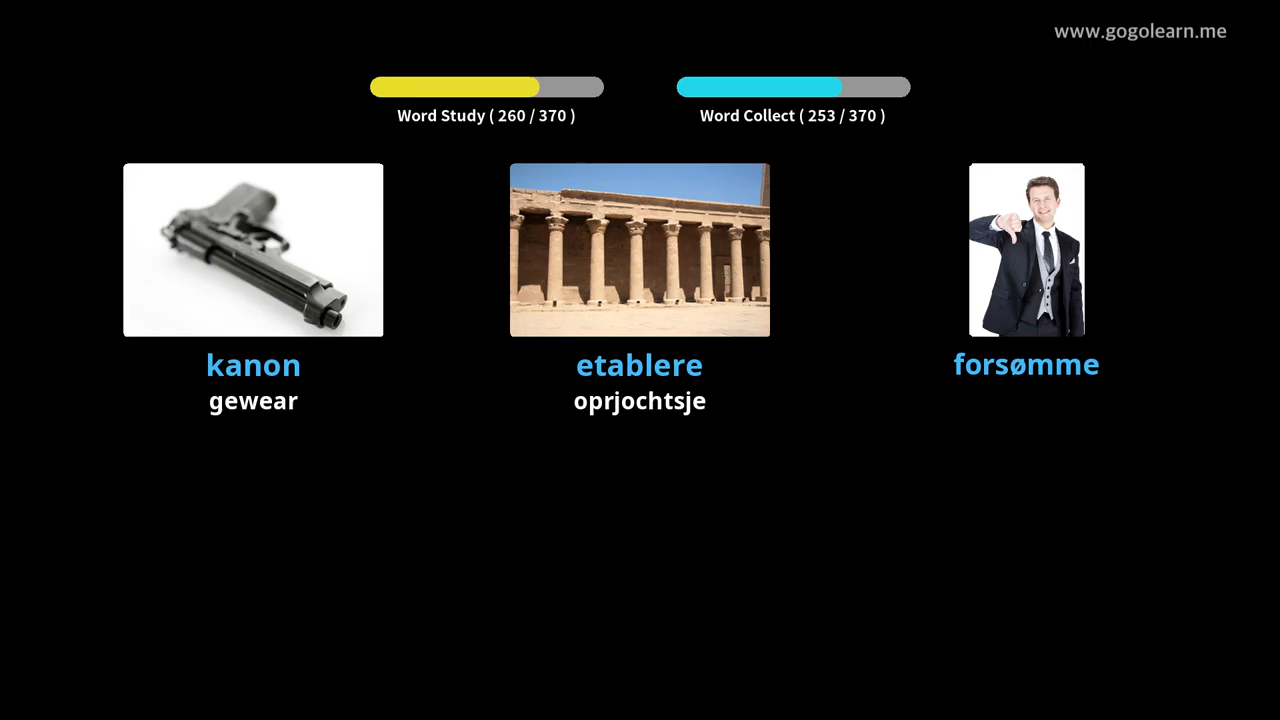 www.gogolearn.me
Word Study ( 260 / 370 )
Word Collect ( 253 / 370 )
kanon
etablere
forsømme
gewear
oprjochtsje